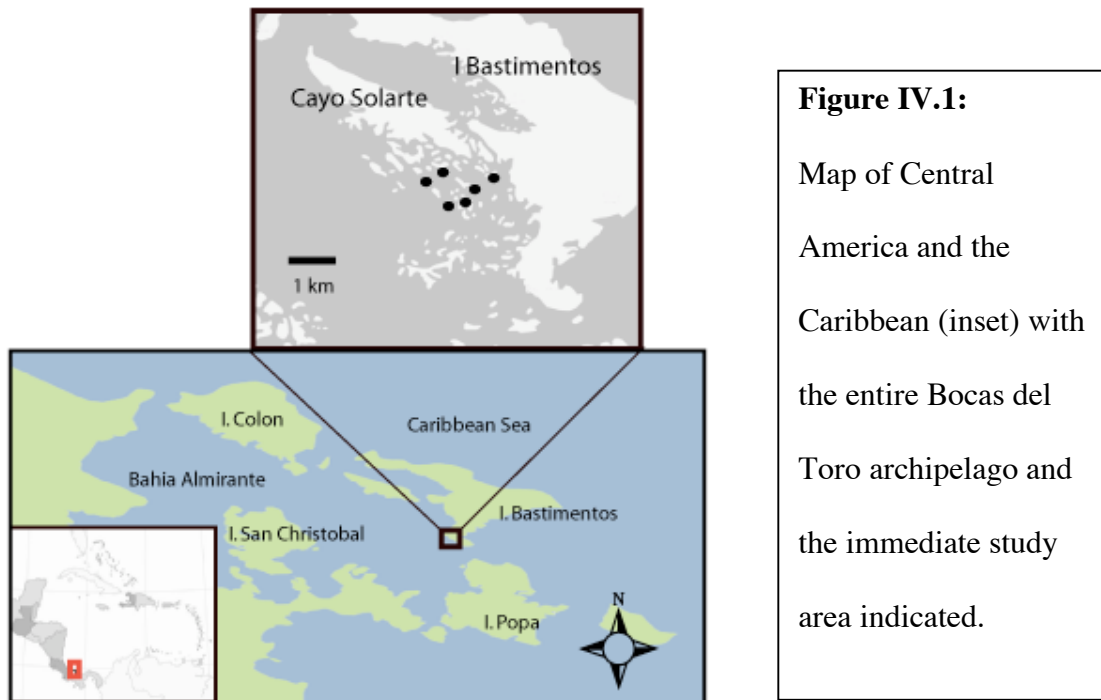 I Bastimentos
Cayo Solarte
1 km
I. Colon
Caribbean Sea
Bahia Almirante
I. Bastimentos
I. San Christobal
I. Popa
N
Figure IV.1:
Map of Central
America and the
Caribbean (inset) with
the entire Bocas del
Toro archipelago and
the immediate study
area indicated.